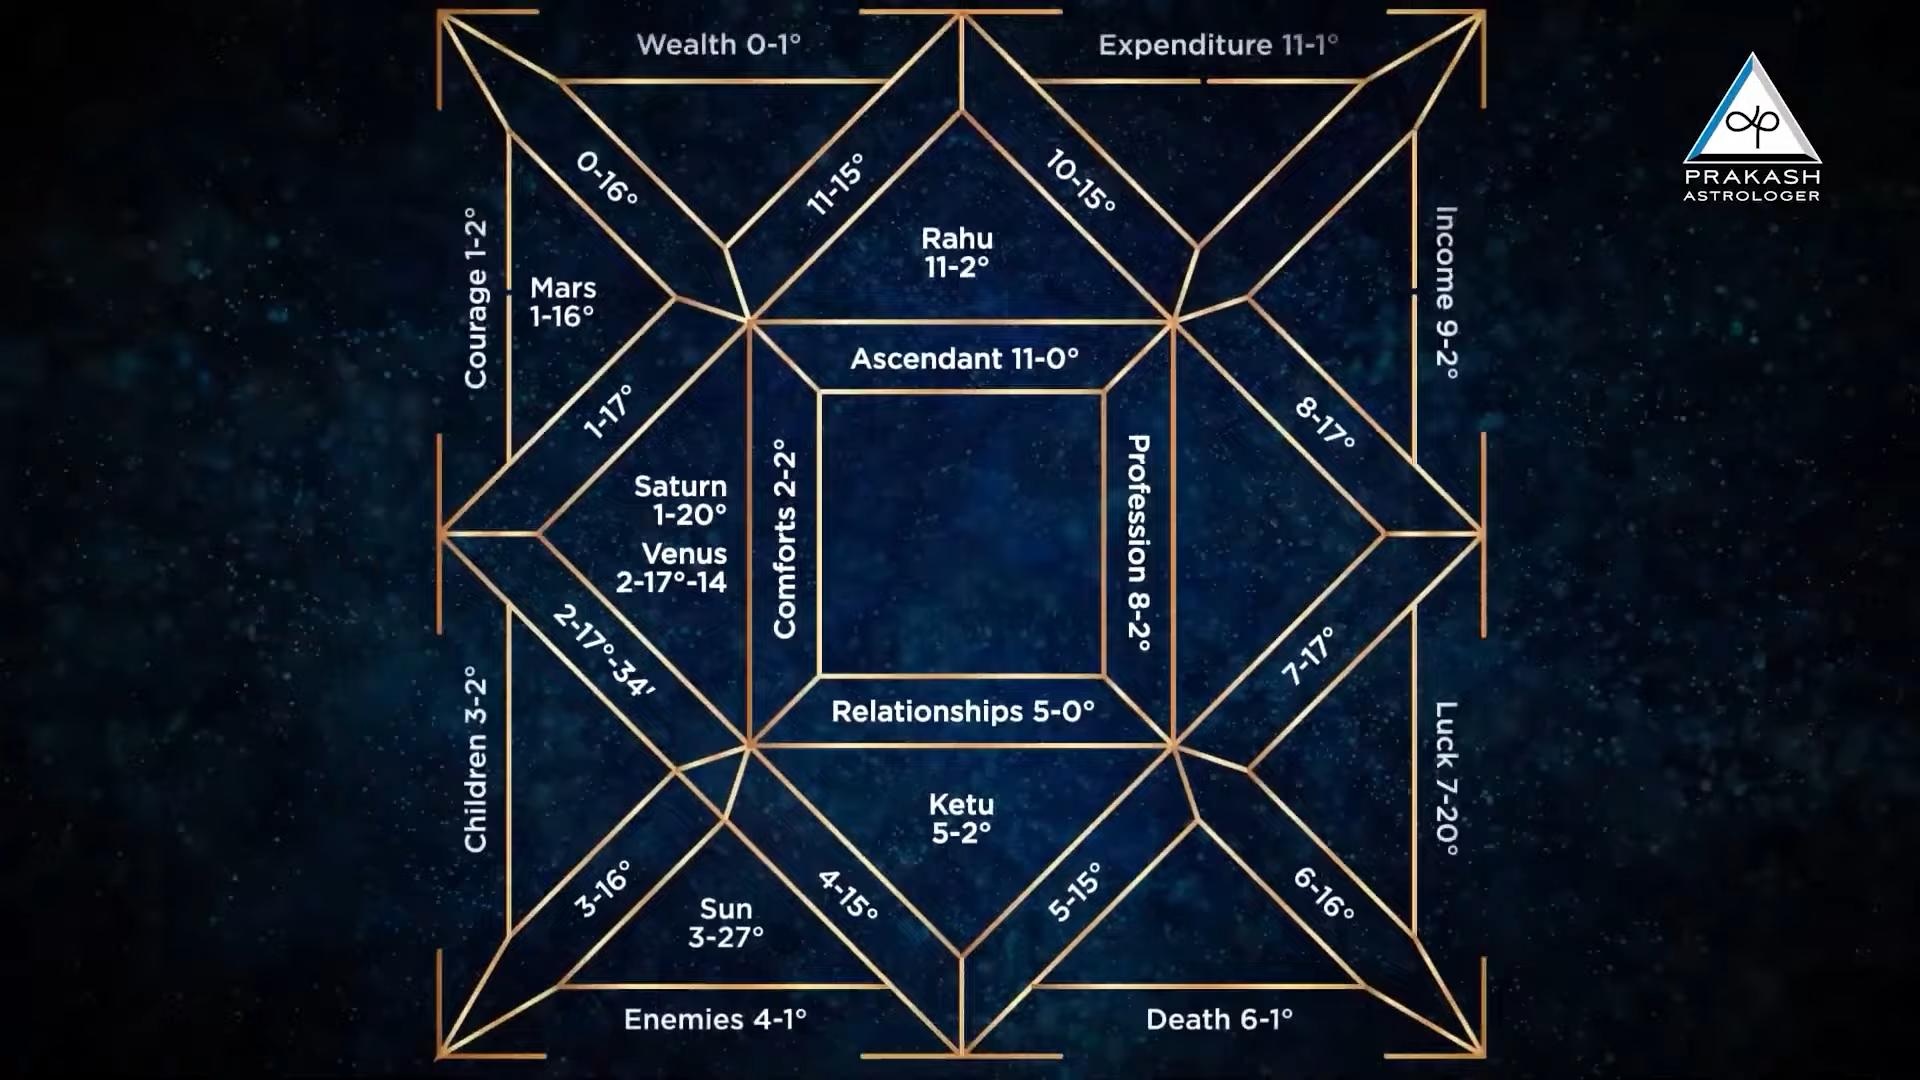 Wealth 0-1°
Expenditure 11-1°
PRAKASH
ASTROLOGER
0-16°
11-15°
10-15°
Rahu
11-2°
Courage 1-2°
Mars
1-16°
Income 9-2°
Ascendant 11-0°
1-17°
8-17°
Saturn
1-20°
Venus
2-17°-14
Comforts 2-2°
Profession 8-2°
2-17°-34'
7-17°
Relationships 5-0°
Children 3-2°
Luck 7-20°
Ketu
5-2°
3-16°
Sun
3-27°
4-15°
5-15°
6-16°
Enemies 4-1°
Death 6-1°